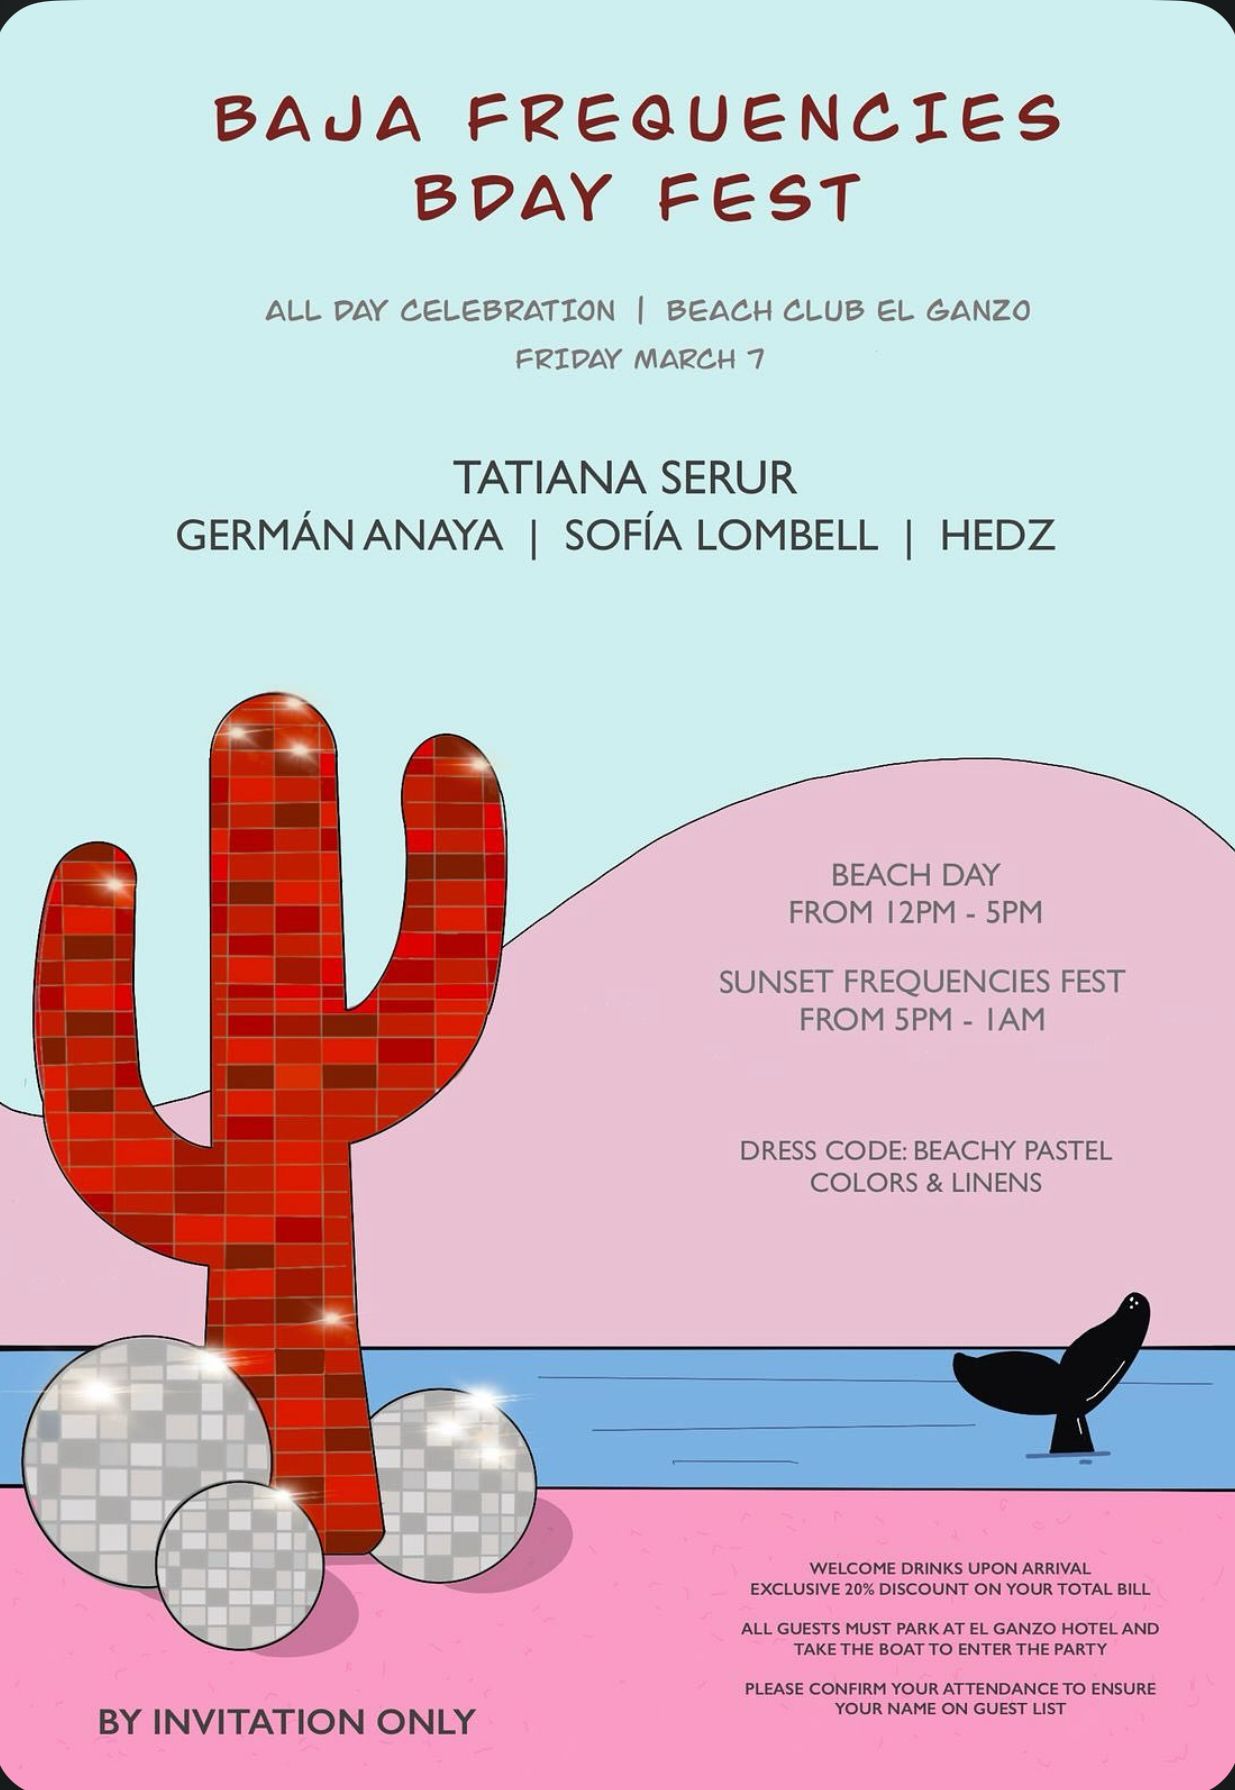 BAJA FREQUENCIES
BDAY FEST
ALL DAY CELEBRATION | BEACH CLUB EL GANZO
FRIDAY MARCH 7
TATIANA SERUR
GERMÁN ANAYA | SOFÍA LOMBELL | HEDZ
BEACH DAY
FROM 12PM - 5PM
SUNSET FREQUENCIES FEST
FROM 5PM - 1AM
DRESS CODE: BEACHY PASTEL
COLORS & LINENS
WELCOME DRINKS UPON ARRIVAL
EXCLUSIVE 20% DISCOUNT ON YOUR TOTAL BILL
ALL GUESTS MUST PARK AT EL GANZO HOTEL AND
TAKE THE BOAT TO ENTER THE PARTY
PLEASE CONFIRM YOUR ATTENDANCE TO ENSURE
YOUR NAME ON GUEST LIST
BY INVITATION ONLY